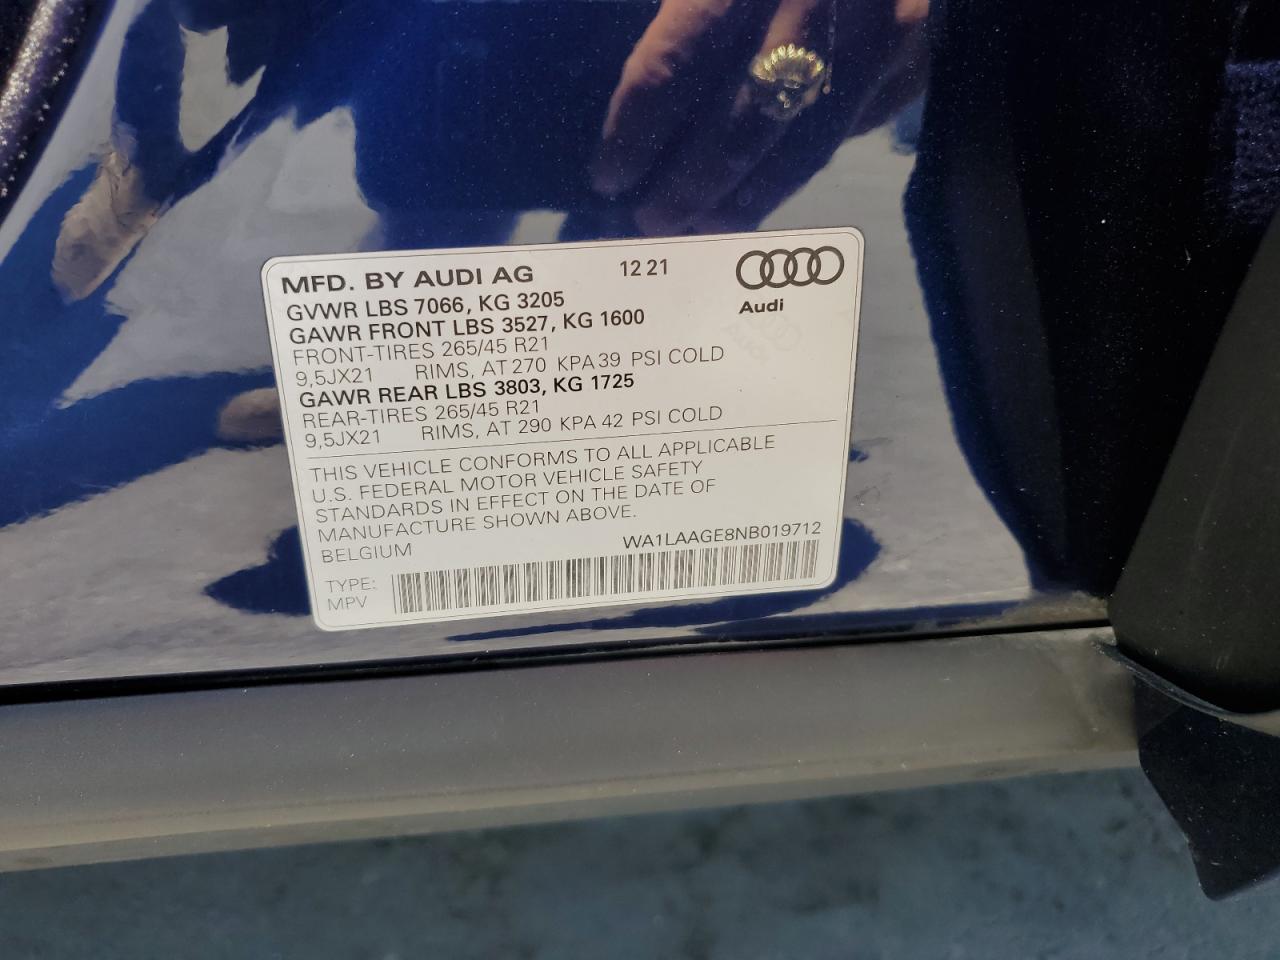 MFD. BY AUDI AG 12 21
Audi
GVWR LBS 7066, KG 3205
GAWR FRONT LBS 3527, KG 1600
FRONT-TIRES 265/45 R21
9,5JX21 RIMS, AT 270 KPA 39 PSI COLD
GAWR REAR LBS 3803, KG 1725
REAR-TIRES 265/45 R21
9,5JX21 RIMS, AT 290 KPA 42 PSI COLD
THIS VEHICLE CONFORMS TO ALL APPLICABLE
U.S. FEDERAL MOTOR VEHICLE SAFETY
STANDARDS IN EFFECT ON THE DATE OF
MANUFACTURE SHOWN ABOVE.
BELGIUM WA1LAAGE8NB019712
TYPE:
MPV